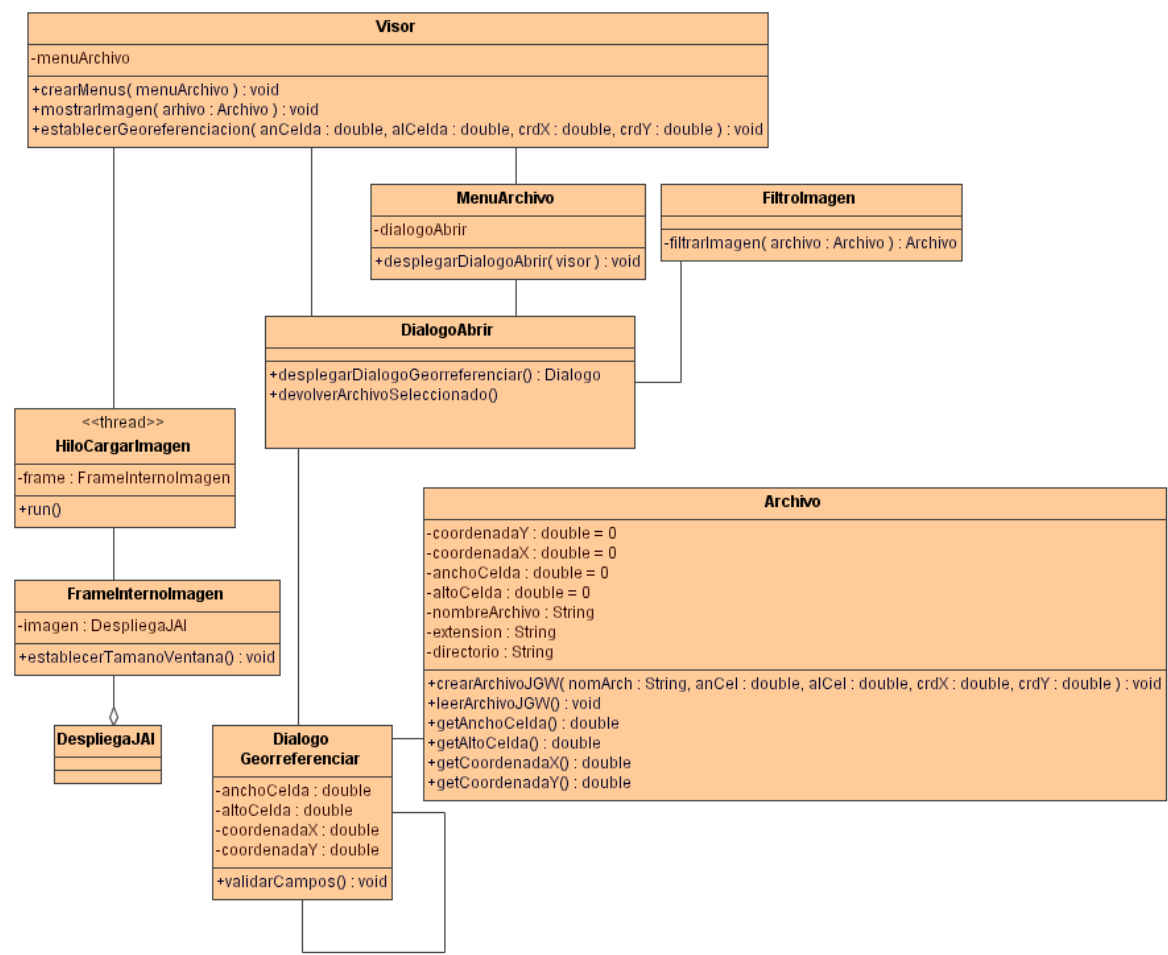 Visor
-menuArchivo
+crearMenus( menuArchivo ) : void
+mostrarImagen( arhivo : Archivo ) : void
+establecerGeoreferenciacion( anCelda : double, alCelda : double, crdX : double, crdY : double ) : void
MenuArchivo
-dialogoAbrir
+desplegarDialogoAbrir( visor ) : void
FiltroImagen
-filtrarImagen( archivo : Archivo ) : Archivo
DialogoAbrir
+desplegarDialogoGeorreferenciar() : Dialogo
+devolverArchivoSeleccionado()
<<thread>>
HiloCargarImagen
-frame : FrameInternoImagen
+run()
Archivo
-coordenadaY : double = 0
-coordenadaX : double = 0
-anchoCelda : double = 0
-altoCelda : double = 0
-nombreArchivo : String
-extension : String
-directorio : String
+crearArchivoJGW( nomArch : String, anCel : double, alCel : double, crdX : double, crdY : double ) : void
+leerArchivoJGW() : void
+getAnchoCelda() : double
+getAltoCelda() : double
+getCoordenadaX() : double
+getCoordenadaY() : double
FrameInternoImagen
-imagen : DespliegaJAI
+establecerTamanoVentana() : void
DespliegaJAI
Dialogo
Georreferenciar
-anchoCelda : double
-altoCelda : double
-coordenadaX : double
-coordenadaY : double
+validarCampos() : void